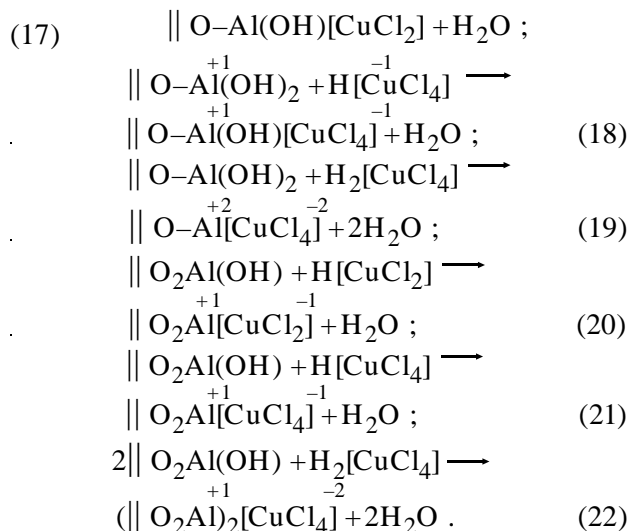 (17) || O–Al(OH)[CuCl₂] + H₂O ;
+1 −1
|| O–Al(OH)₂ + H[CuCl₄] ⟶
+1 −1
|| O–Al(OH)[CuCl₄] + H₂O ; (18)
|| O–Al(OH)₂ + H₂[CuCl₄] ⟶
+2 −2
|| O–Al[CuCl₄] + 2H₂O ; (19)
|| O₂Al(OH) + H[CuCl₂] ⟶
+1 −1
|| O₂Al[CuCl₂] + H₂O ; (20)
|| O₂Al(OH) + H[CuCl₄] ⟶
+1 −1
|| O₂Al[CuCl₄] + H₂O ; (21)
2|| O₂Al(OH) + H₂[CuCl₄] ⟶
+1 −2
(|| O₂Al)₂[CuCl₄] + 2H₂O . (22)